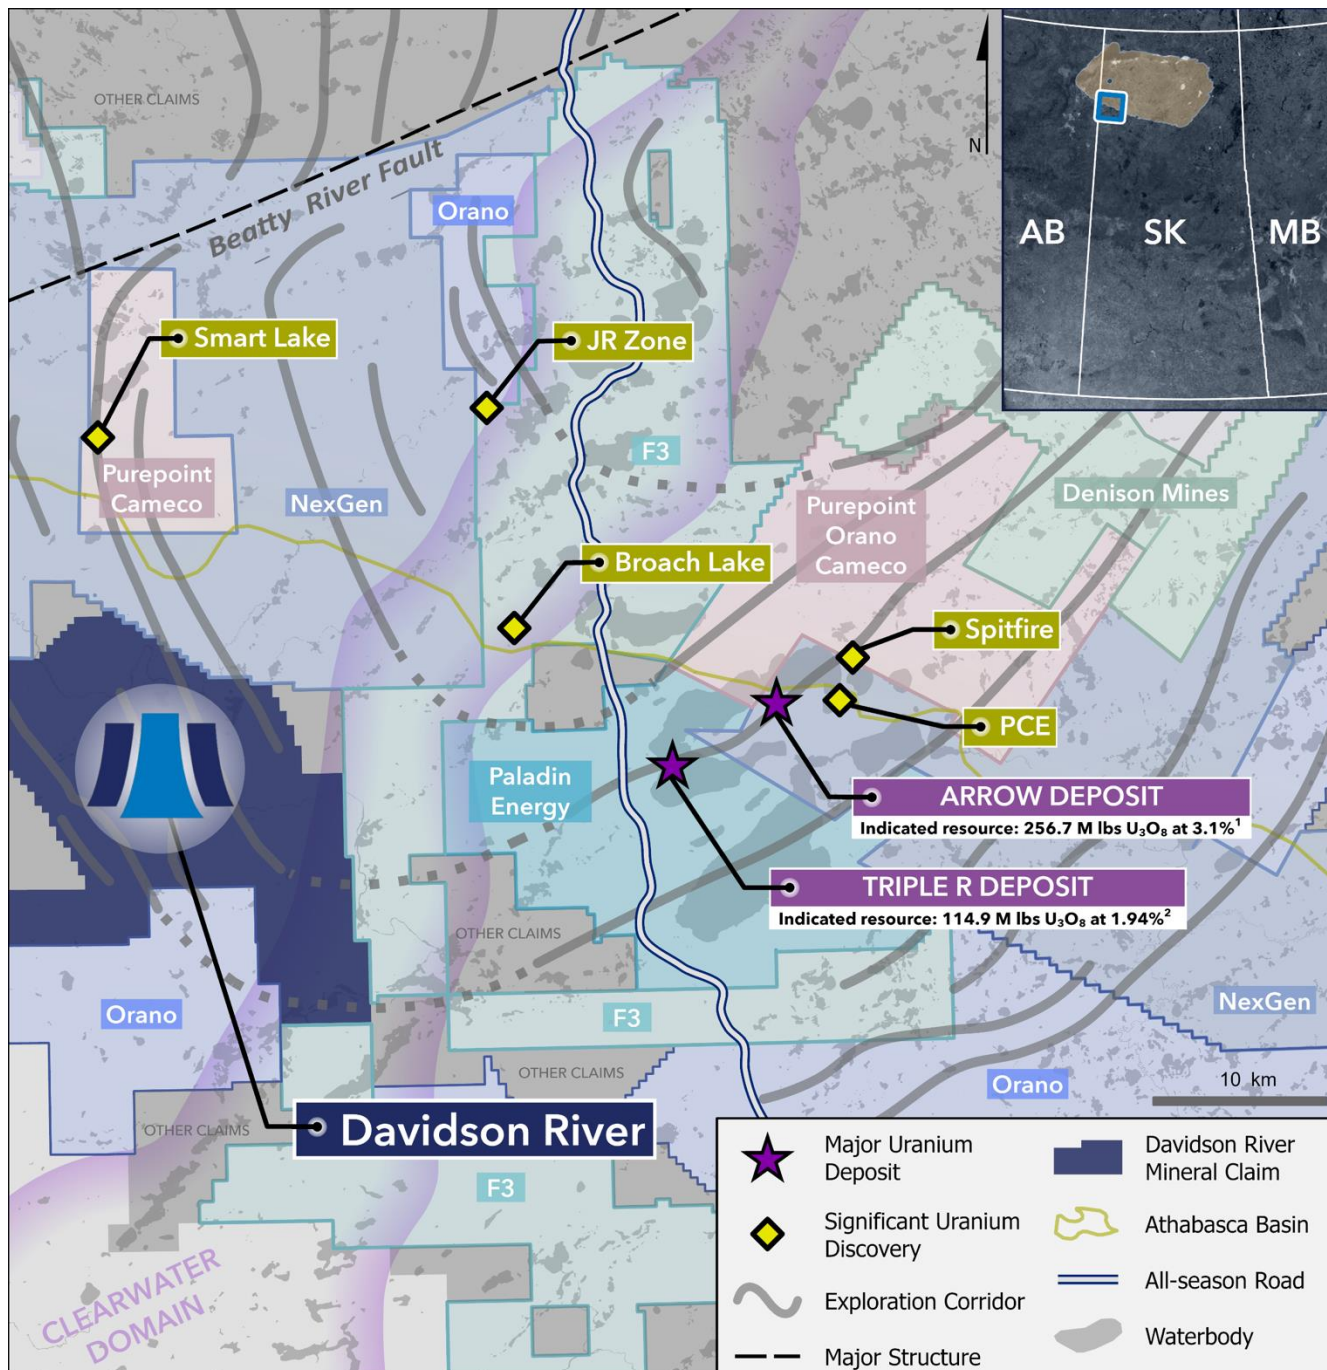 OTHER CLAIMS
Beatty River Fault
Orano
N
AB
SK
MB
Smart Lake
JR Zone
Purepoint
Cameco
NexGen
F3
Purepoint
Orano
Cameco
Denison Mines
Broach Lake
Spitfire
PCE
Paladin
Energy
ARROW DEPOSIT
Indicated resource: 256.7 M lbs U₃O₈ at 3.1%¹
TRIPLE R DEPOSIT
Indicated resource: 114.9 M lbs U₃O₈ at 1.94%²
OTHER CLAIMS
Orano
F3
NexGen
OTHER CLAIMS
Orano
10 km
OTHER CLAIMS
Davidson River
F3
CLEARWATER
DOMAIN
Major Uranium
Deposit
Significant Uranium
Discovery
Exploration Corridor
Major Structure
Davidson River
Mineral Claim
Athabasca Basin
All-season Road
Waterbody